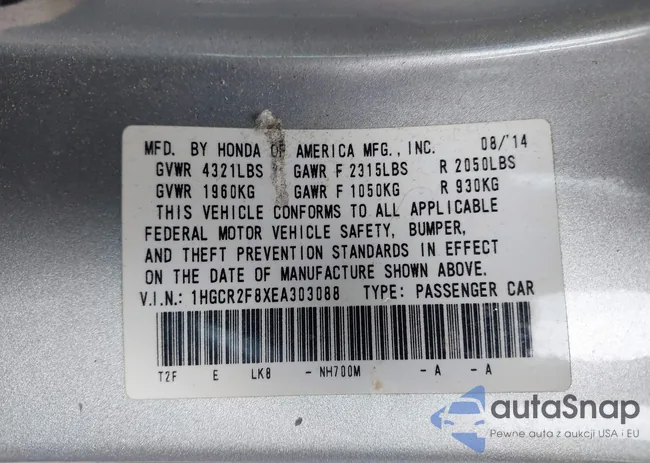 MFD. BY HONDA OF AMERICA MFG., INC. 08/'14
GVWR 4321LBS GAWR F 2315LBS R 2050LBS
GVWR 1960KG GAWR F 1050KG R 930KG
THIS VEHICLE CONFORMS TO ALL APPLICABLE
FEDERAL MOTOR VEHICLE SAFETY, BUMPER,
AND THEFT PREVENTION STANDARDS IN EFFECT
ON THE DATE OF MANUFACTURE SHOWN ABOVE.
V.I.N.: 1HGCR2F8XEA303088 TYPE: PASSENGER CAR
T2F E LK8 - NH700M - A - A
autaSnap
Pewne auta z aukcji USA i EU